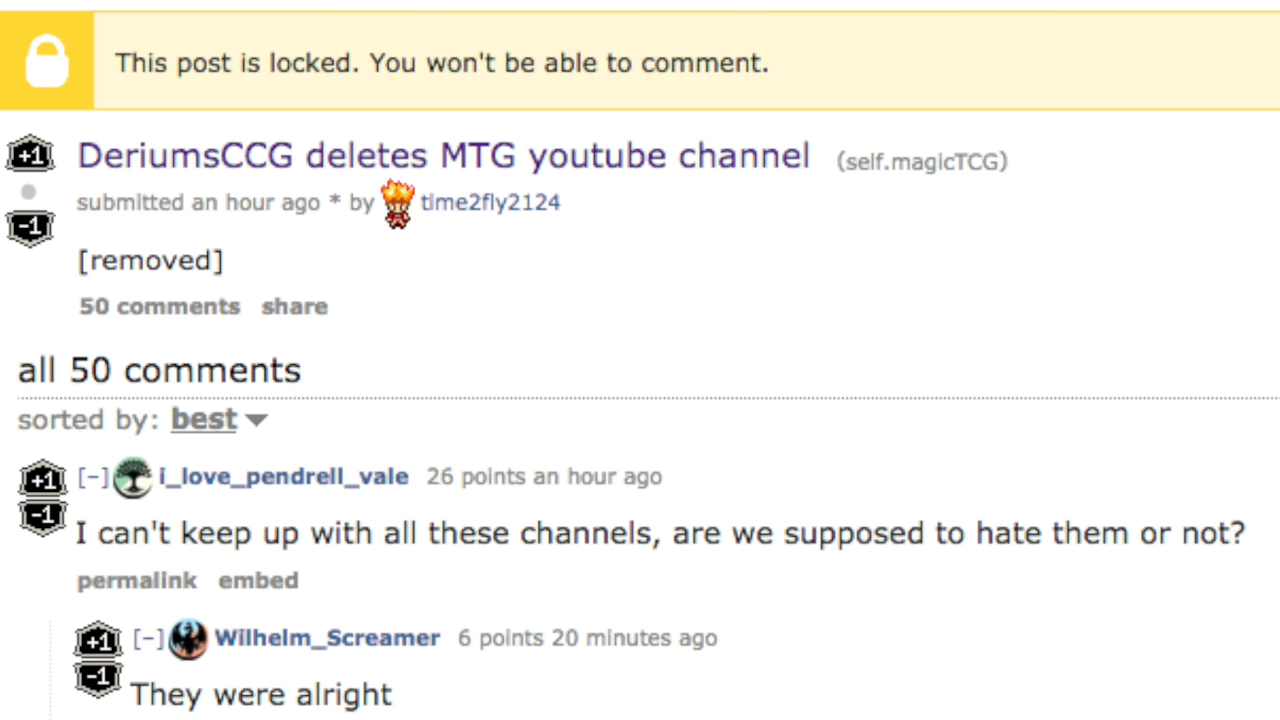 This post is locked. You won't be able to comment.
+1
DeriumsCCG deletes MTG youtube channel (self.magicTCG)
submitted an hour ago * by time2fly2124
-1
[removed]
50 comments share
all 50 comments
sorted by: best
+1
[-] i_love_pendrell_vale 26 points an hour ago
-1
I can't keep up with all these channels, are we supposed to hate them or not?
permalink embed
+1
[-] Wilhelm_Screamer 6 points 20 minutes ago
-1
They were alright